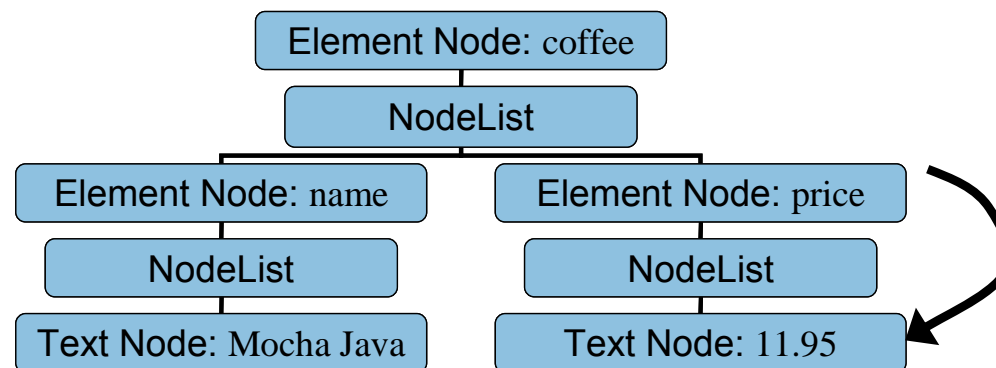 Element Node: coffee
NodeList
Element Node: name
Element Node: price
NodeList
NodeList
Text Node: Mocha Java
Text Node: 11.95